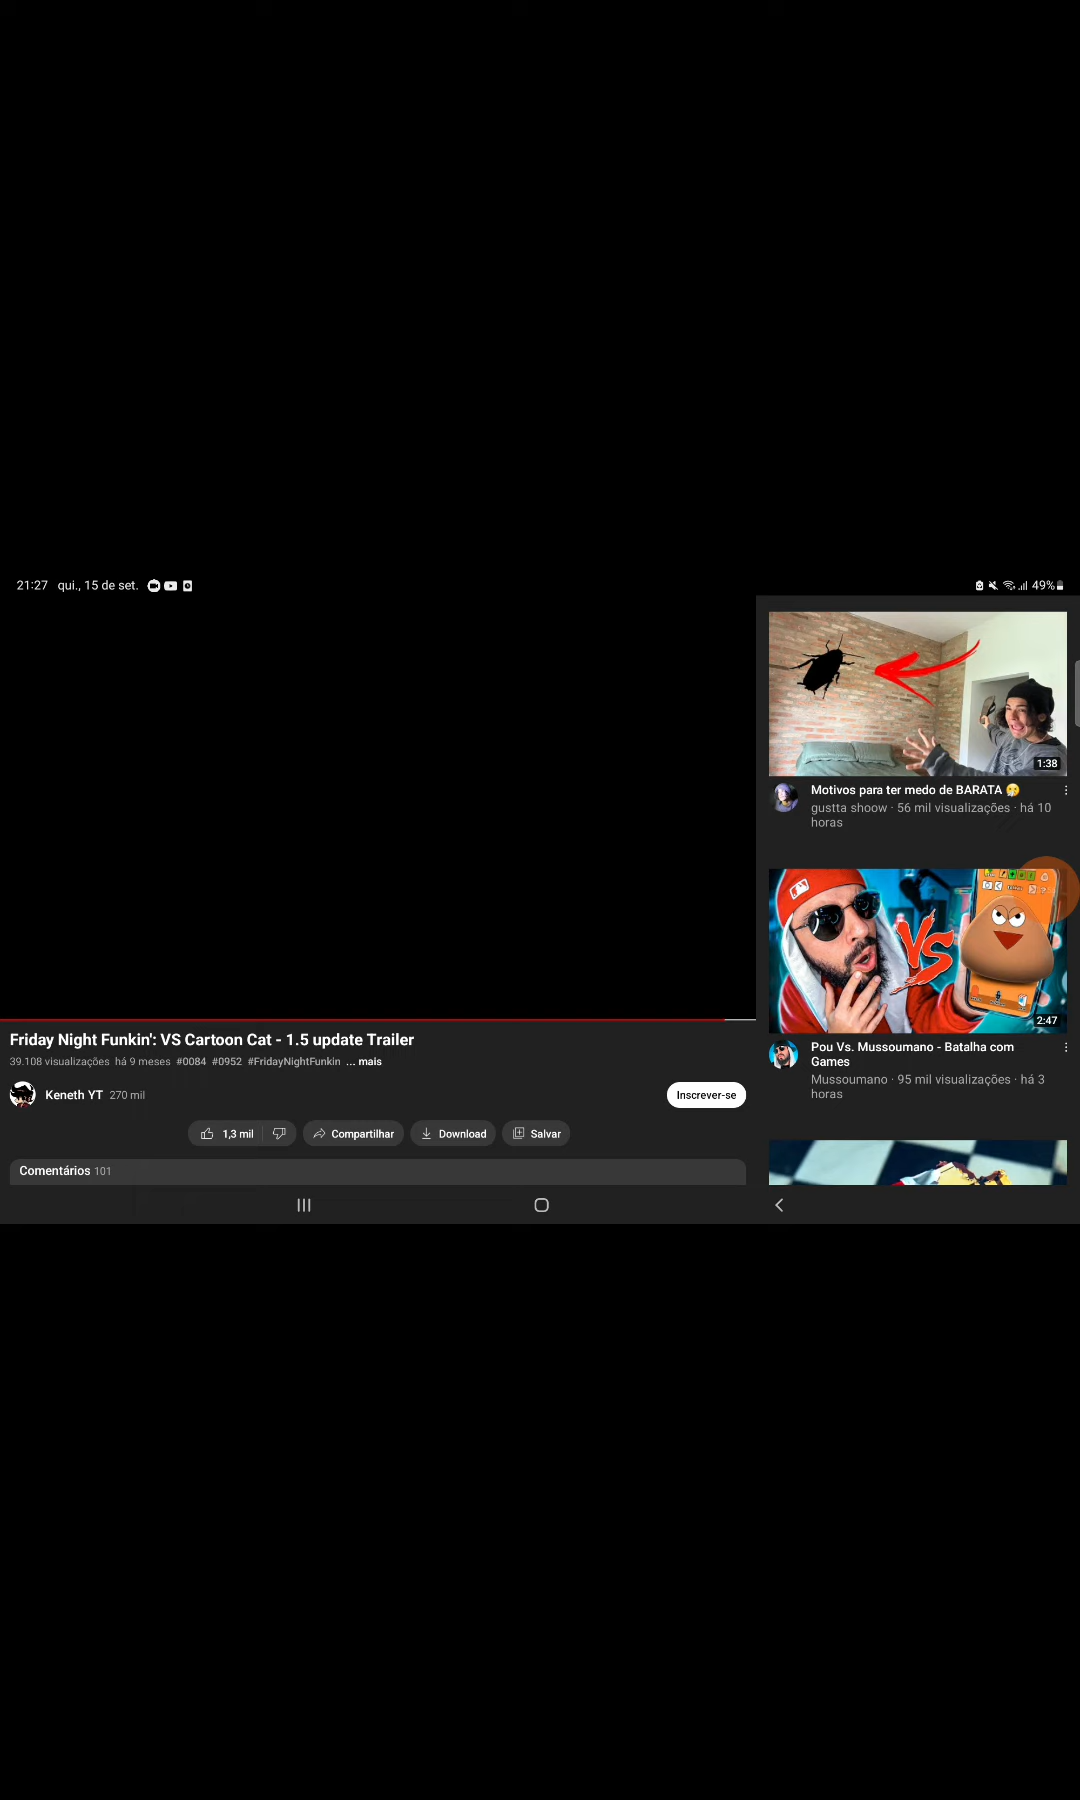 21:27 qui., 15 de set.
49%
1:38
Motivos para ter medo de BARATA 🤧
gustta shoow · 56 mil visualizações · há 10
horas
VS
2:47
Pou Vs. Mussoumano - Batalha com
Games
Mussoumano · 95 mil visualizações · há 3
horas
Friday Night Funkin': VS Cartoon Cat - 1.5 update Trailer
39.108 visualizações há 9 meses #0084 #0952 #FridayNightFunkin ... mais
Keneth YT 270 mil
Inscrever-se
1,3 mil
Compartilhar
Download
Salvar
Comentários 101